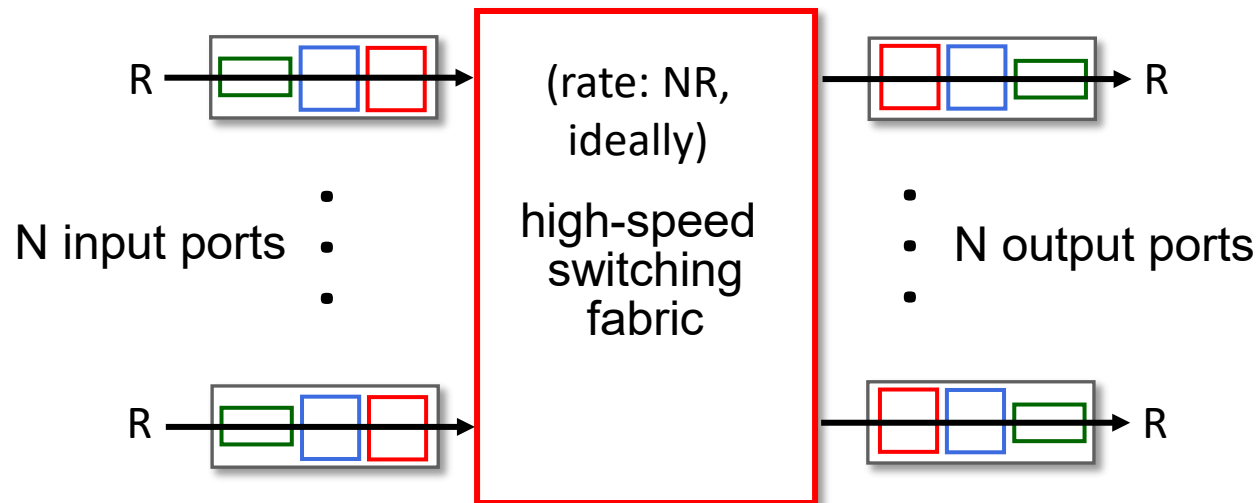 R
(rate: NR,
ideally)
high-speed
switching
fabric
R
N input ports
N output ports
R
R